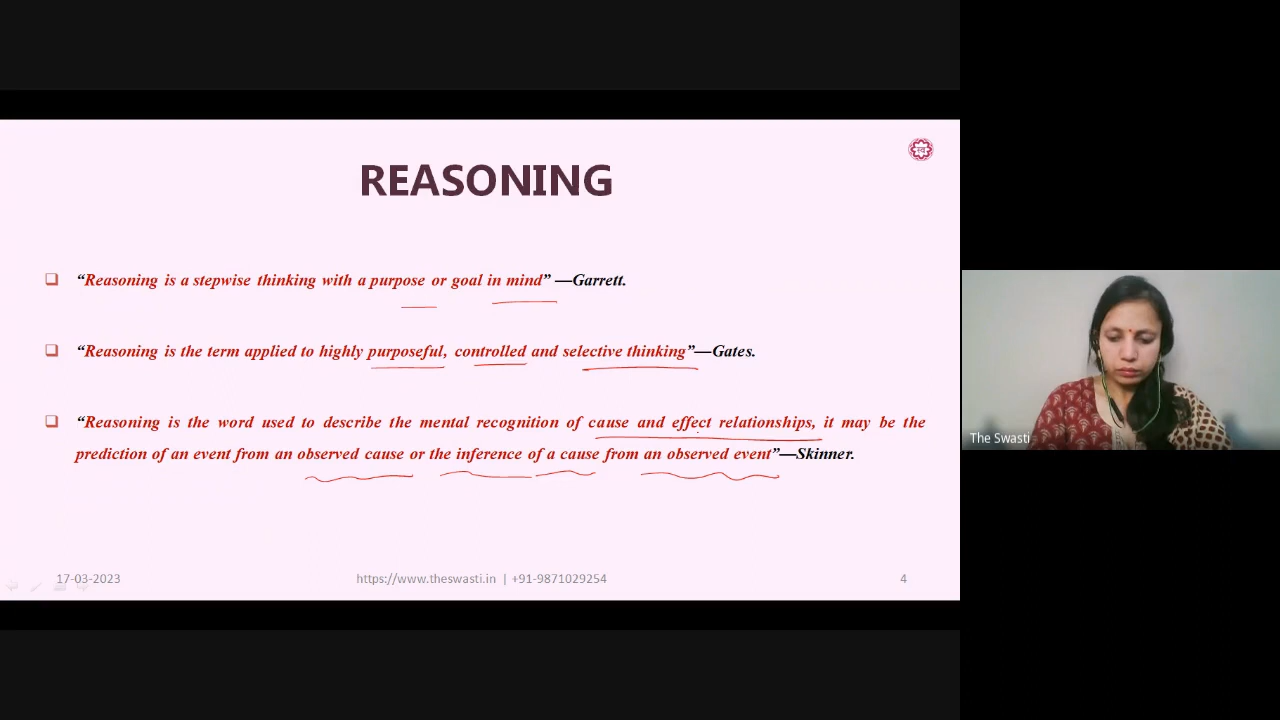 REASONING
“Reasoning is a stepwise thinking with a purpose or goal in mind” —Garrett.
“Reasoning is the term applied to highly purposeful, controlled and selective thinking”—Gates.
“Reasoning is the word used to describe the mental recognition of cause and effect relationships, it may be the
prediction of an event from an observed cause or the inference of a cause from an observed event”—Skinner.
The Swasti
17-03-2023
https://www.theswasti.in | +91-9871029254
4